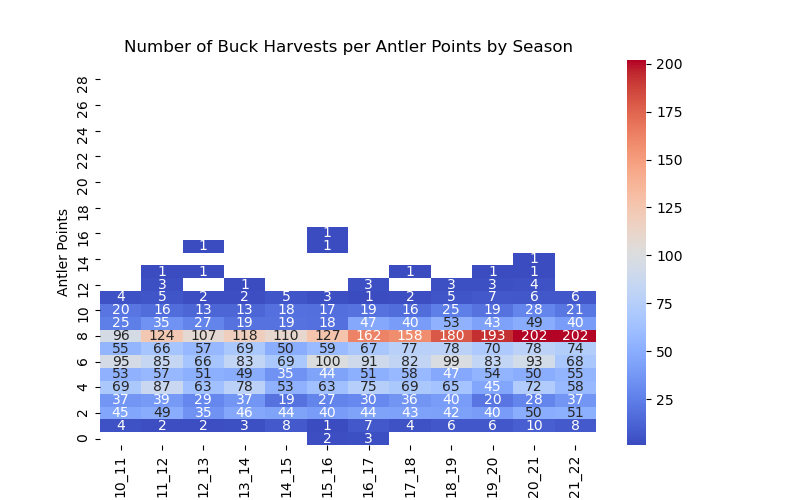 Number of Buck Harvests per Antler Points by Season
Antler Points
28
26
24
22
20
18
16 1
1 1
14 1
1 1 1 1 1
12 3 1 3 3 3 4
4 5 2 2 5 3 1 2 5 7 6 6
10 20 16 13 13 18 17 19 16 25 19 28 21
25 35 27 19 19 18 47 40 53 43 49 40
8 96 124 107 118 110 127 162 158 180 193 202 202
55 66 57 69 50 59 67 77 78 70 78 74
6 95 85 66 83 69 100 91 82 99 83 93 68
53 57 51 49 35 44 51 58 47 54 50 55
4 69 87 63 78 53 63 75 69 65 45 72 58
37 39 29 37 19 27 30 36 40 20 28 37
2 45 49 35 46 44 40 44 43 42 40 50 51
4 2 2 3 8 1 7 4 6 6 10 8
0 2 3
10_11 11_12 12_13 13_14 14_15 15_16 16_17 17_18 18_19 19_20 20_21 21_22
200
175
150
125
100
75
50
25